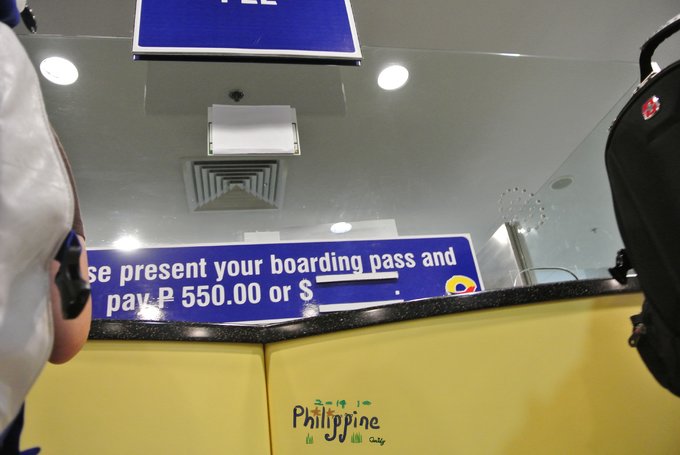 se present your boarding pass and
pay ₱ 550.00 or $ .
Philippine